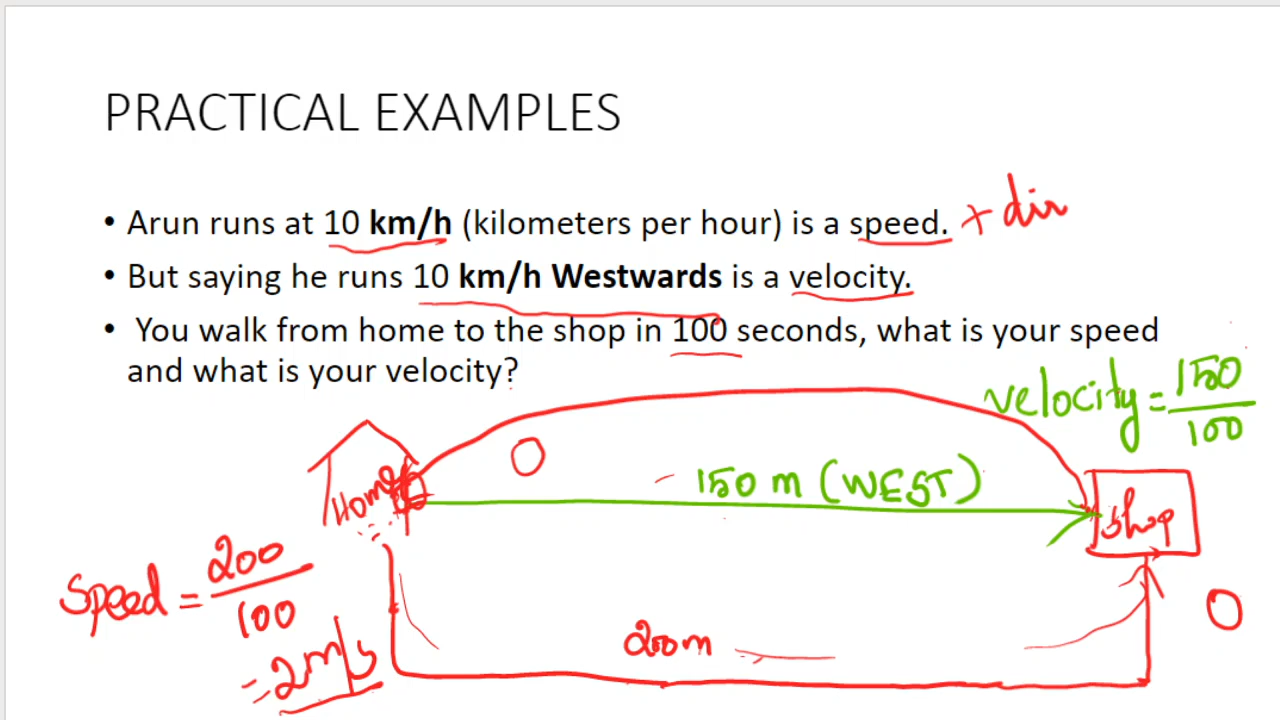 PRACTICAL EXAMPLES
• Arun runs at 10 km/h (kilometers per hour) is a speed. + dir
• But saying he runs 10 km/h Westwards is a velocity.
• You walk from home to the shop in 100 seconds, what is your speed
and what is your velocity?
velocity = 150
100
150 m (WEST)
Home
Shop
Speed = 200
100
= 2m/s
200m